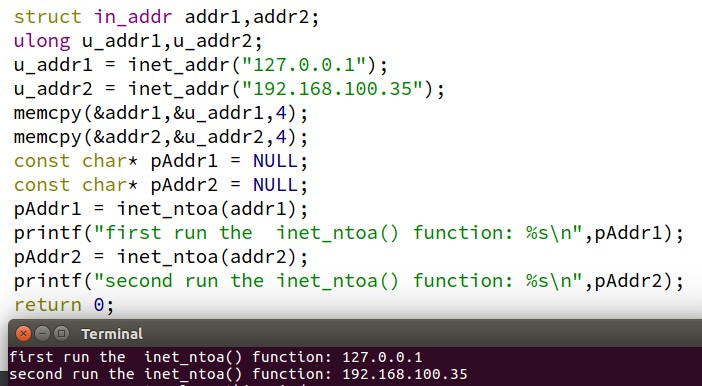 struct in_addr addr1,addr2;
ulong u_addr1,u_addr2;
u_addr1 = inet_addr("127.0.0.1");
u_addr2 = inet_addr("192.168.100.35");
memcpy(&addr1,&u_addr1,4);
memcpy(&addr2,&u_addr2,4);
const char* pAddr1 = NULL;
const char* pAddr2 = NULL;
pAddr1 = inet_ntoa(addr1);
printf("first run the  inet_ntoa() function: %s\n",pAddr1);
pAddr2 = inet_ntoa(addr2);
printf("second run the inet_ntoa() function: %s\n",pAddr2);
return 0;
Terminal
first run the  inet_ntoa() function: 127.0.0.1
second run the inet_ntoa() function: 192.168.100.35